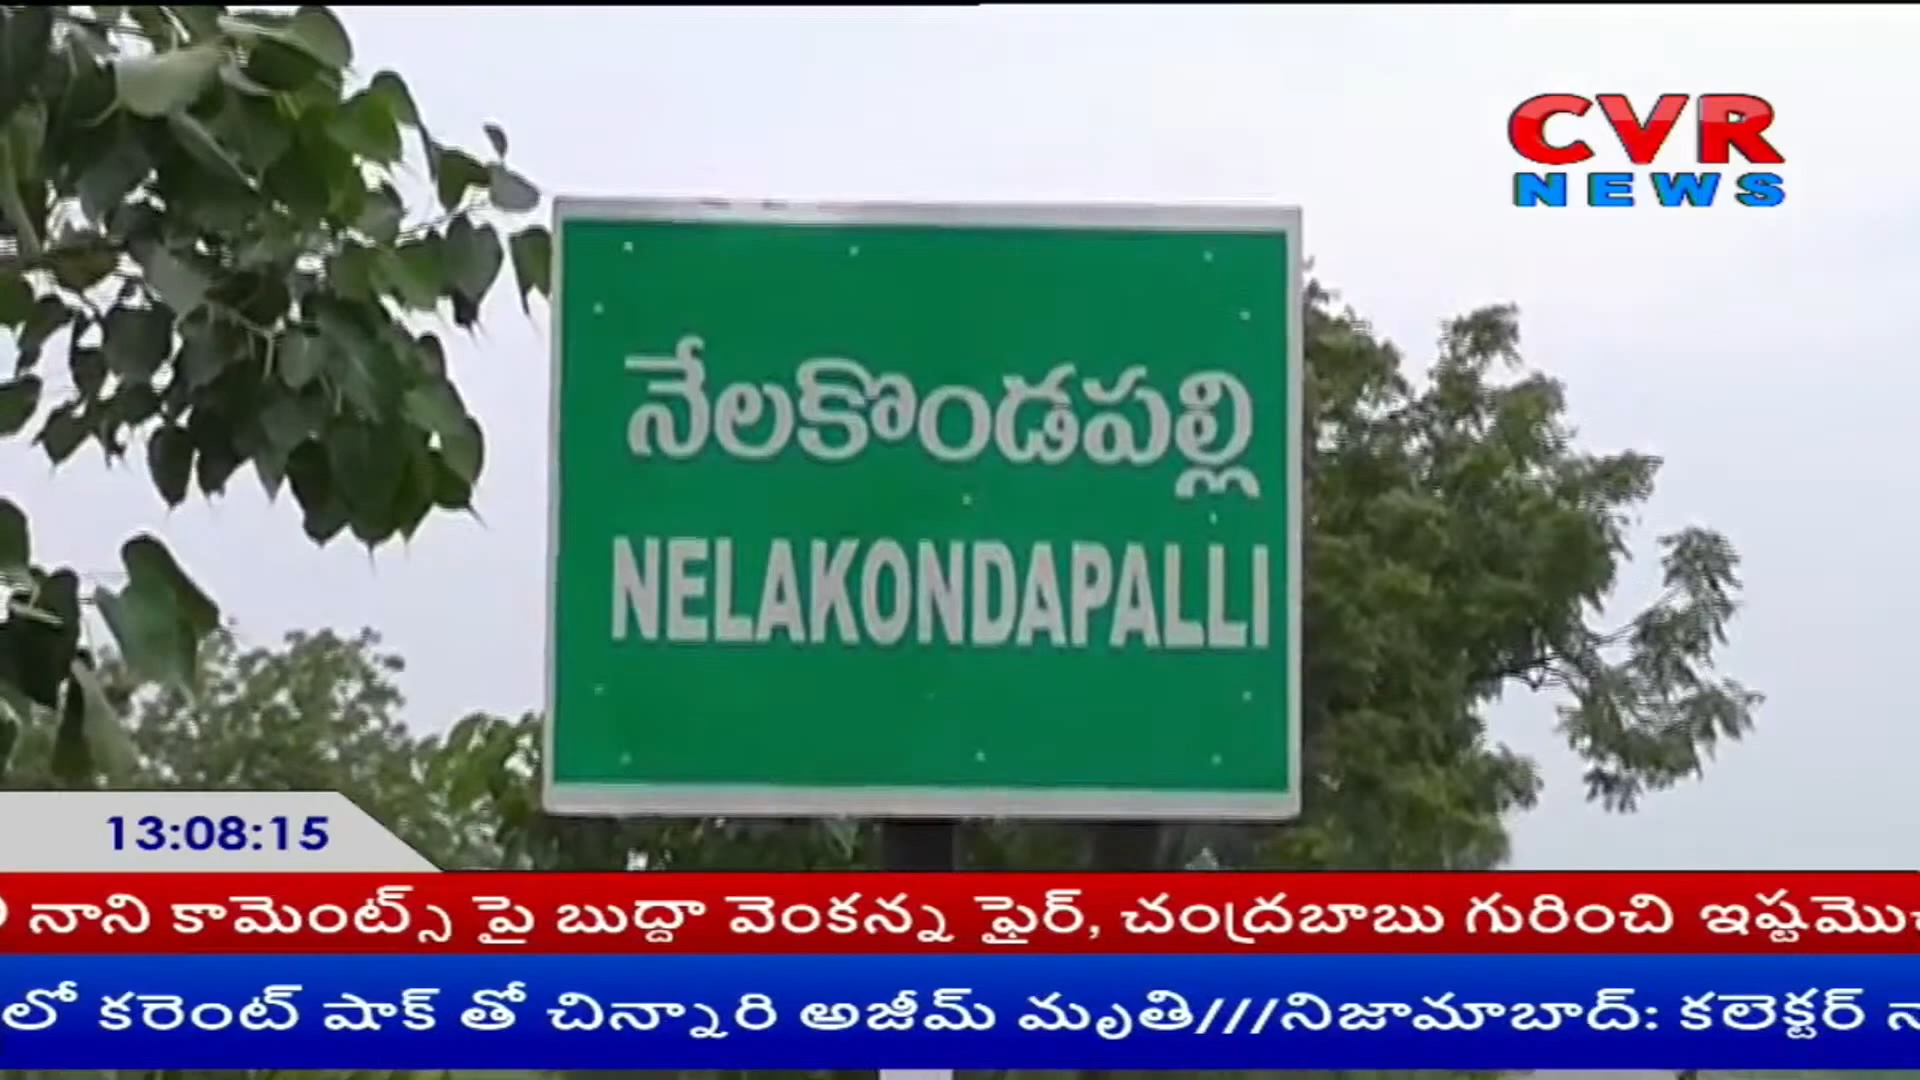 CVR
NEWS
నేలకొండపల్లి
NELAKONDAPALLI
13:08:15
నాని కామెంట్స్ పై బుద్దా వెంకన్న ఫైర్, చంద్రబాబు గురించి
లో కరెంట్ షాక్ తో చిన్నారి అజీమ్ మృతి///నిజామాబాద్: కలెక్టర్